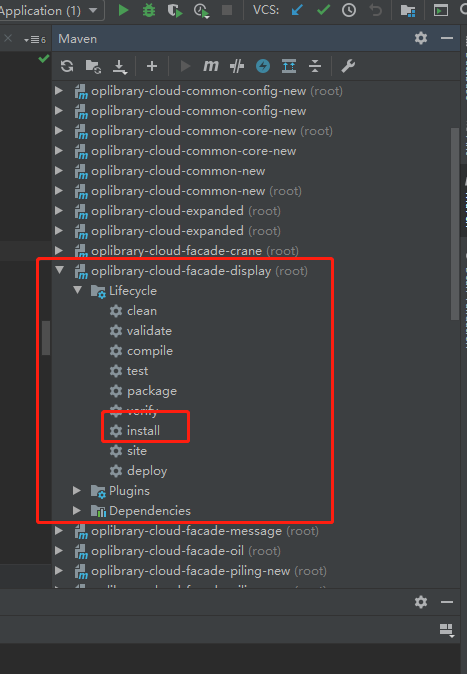 Application (1)
VCS:
6
Maven
m
oplibrary-cloud-common-config-new (root)
oplibrary-cloud-common-config-new
oplibrary-cloud-common-core-new (root)
oplibrary-cloud-common-core-new
oplibrary-cloud-common-new
oplibrary-cloud-common-new (root)
oplibrary-cloud-expanded (root)
oplibrary-cloud-expanded (root)
oplibrary-cloud-facade-crane (root)
oplibrary-cloud-facade-display (root)
Lifecycle
clean
validate
compile
test
package
verify
install
site
deploy
Plugins
Dependencies
oplibrary-cloud-facade-message (root)
oplibrary-cloud-facade-oil (root)
oplibrary-cloud-facade-piling-new (root)